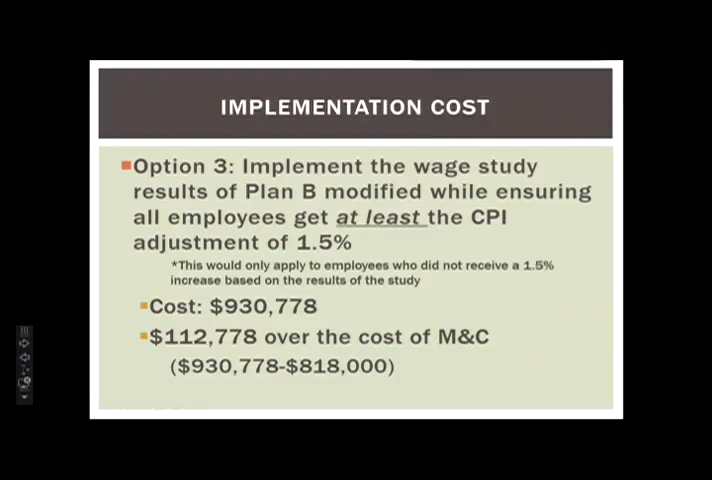 IMPLEMENTATION COST
Option 3: Implement the wage study
results of Plan B modified while ensuring
all employees get at least the CPI
adjustment of 1.5%
*This would only apply to employees who did not receive a 1.5%
increase based on the results of the study
Cost: $930,778
$112,778 over the cost of M&C
($930,778-$818,000)